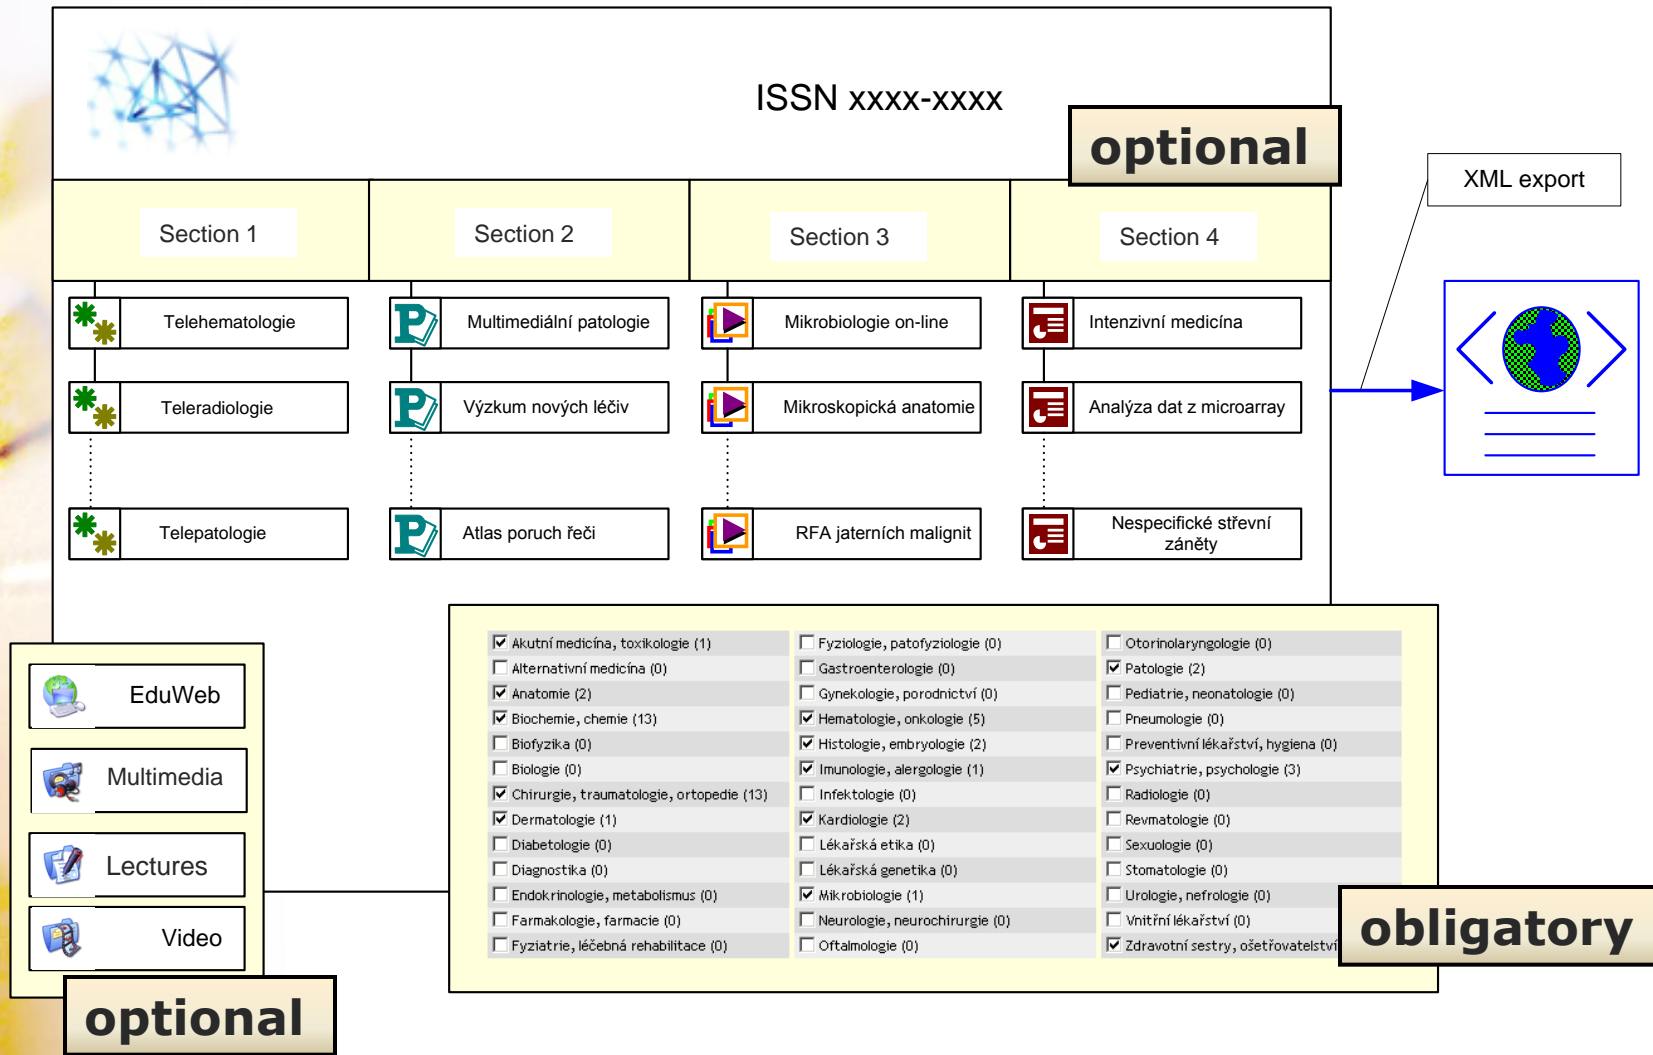 ISSN xxxx-xxxx
optional
XML export
Section 1
Section 2
Section 3
Section 4
Telehematologie
Multimediální patologie
Mikrobiologie on-line
Intenzivní medicína
Teleradiologie
Výzkum nových léčiv
Mikroskopická anatomie
Analýza dat z microarray
Telepatologie
Atlas poruch řeči
RFA jaterních malignit
Nespecifické střevní
záněty
EduWeb
Multimedia
Lectures
Video
optional
Akutní medicína, toxikologie (1)
Alternativní medicína (0)
Anatomie (2)
Biochemie, chemie (13)
Biofyzika (0)
Biologie (0)
Chirurgie, traumatologie, ortopedie (13)
Dermatologie (1)
Diabetologie (0)
Diagnostika (0)
Endokrinologie, metabolismus (0)
Farmakologie, farmacie (0)
Fyziatrie, léčebná rehabilitace (0)
Fyziologie, patofyziologie (0)
Gastroenterologie (0)
Gynekologie, porodnictví (0)
Hematologie, onkologie (5)
Histologie, embryologie (2)
Imunologie, alergologie (1)
Infektologie (0)
Kardiologie (2)
Lékařská etika (0)
Lékařská genetika (0)
Mikrobiologie (1)
Neurologie, neurochirurgie (0)
Oftalmologie (0)
Otorinolaryngologie (0)
Patologie (2)
Pediatrie, neonatologie (0)
Pneumologie (0)
Preventivní lékařství, hygiena (0)
Psychiatrie, psychologie (3)
Radiologie (0)
Revmatologie (0)
Sexuologie (0)
Stomatologie (0)
Urologie, nefrologie (0)
Vnitřní lékařství (0)
Zdravotní sestry, ošetřovatelství
obligatory